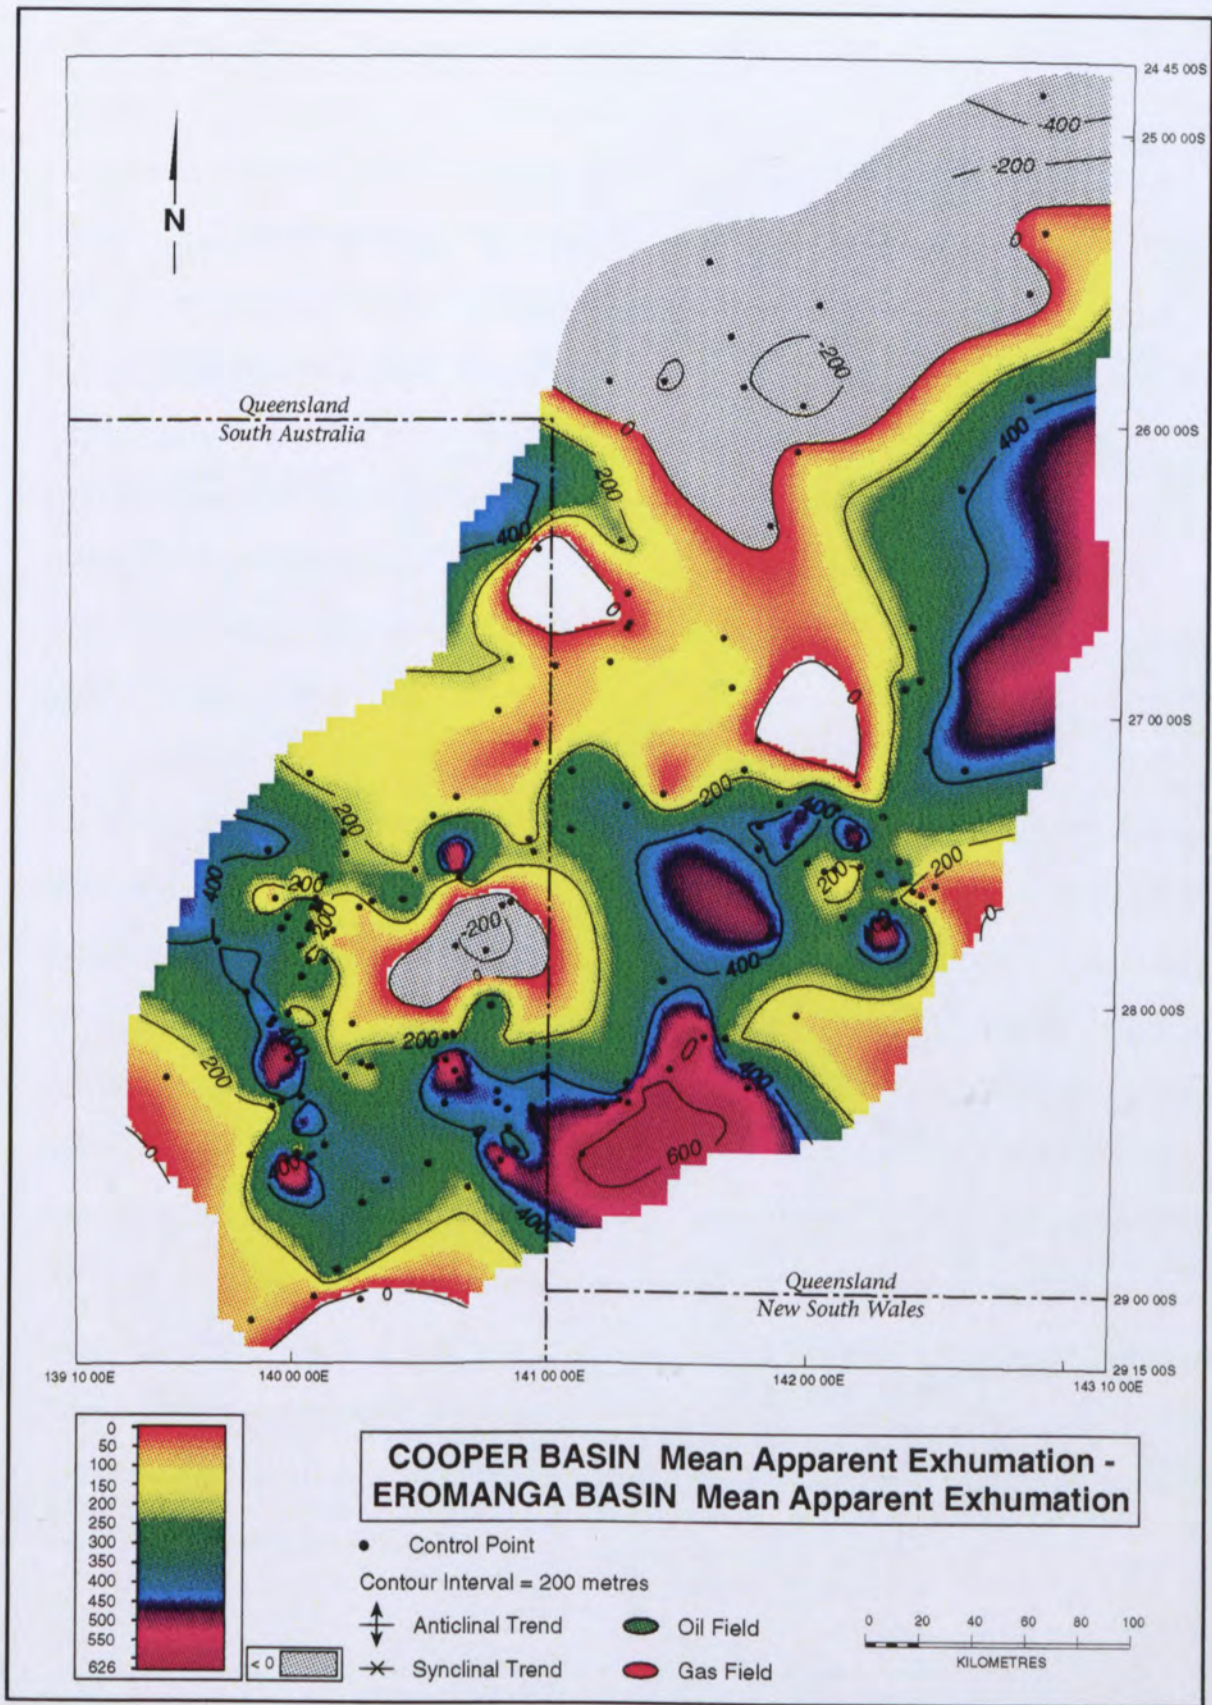 24 45 00S
-400
25 00 00S
-200
N
0
-200
Queensland
South Australia
0
26 00 00S
400
200
400
0
0
27 00 00S
200
200
400
200
400
200
200
200
-200
0
0
400
0
28 00 00S
200
400
200
400
0
0
400
600
400
0
Queensland
New South Wales
29 00 00S
29 15 00S
139 10 00E
140 00 00E
141 00 00E
142 00 00E
143 10 00E
0
50
100
150
200
250
300
350
400
450
500
550
626
< 0
COOPER BASIN Mean Apparent Exhumation -
EROMANGA BASIN Mean Apparent Exhumation
Control Point
Contour Interval = 200 metres
Anticlinal Trend
Oil Field
Synclinal Trend
Gas Field
0 20 40 60 80 100
KILOMETRES